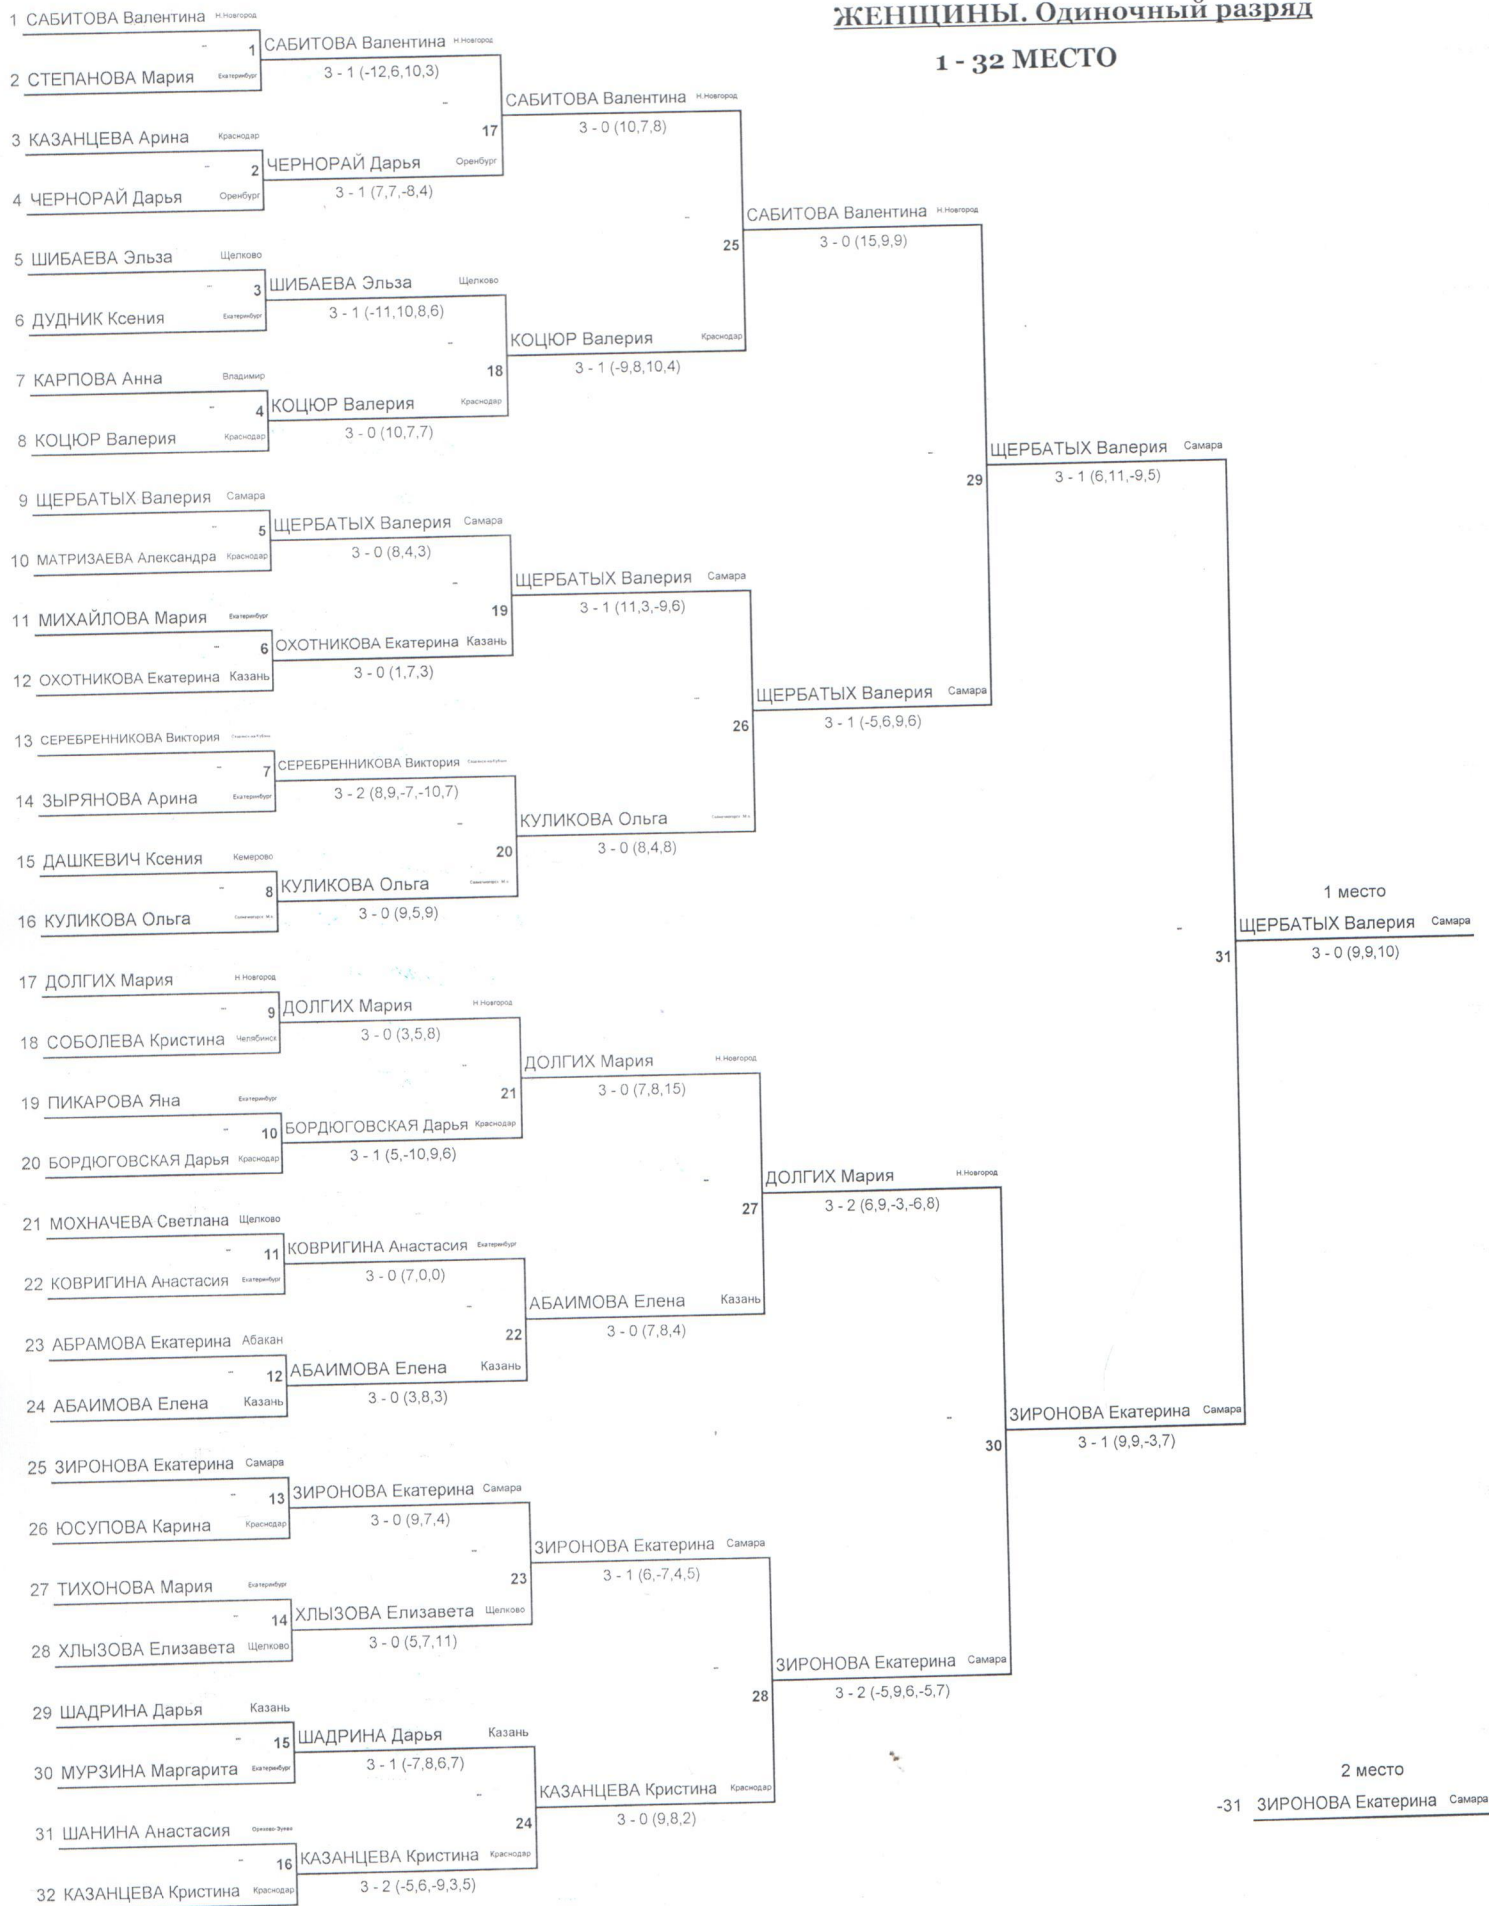 ЖЕНЩИНЫ. Одиночный разряд
1 - 32 МЕСТО
1 САБИТОВА Валентина Н.Новгород
1 САБИТОВА Валентина Н.Новгород
3 - 1 (-12,6,10,3)
2 СТЕПАНОВА Мария Екатеринбург
САБИТОВА Валентина Н.Новгород
17
3 - 0 (10,7,8)
3 КАЗАНЦЕВА Арина Краснодар
2 ЧЕРНОРАЙ Дарья Оренбург
3 - 1 (7,7,-8,4)
4 ЧЕРНОРАЙ Дарья Оренбург
САБИТОВА Валентина Н.Новгород
25
3 - 0 (15,9,9)
5 ШИБАЕВА Эльза Щелково
3 ШИБАЕВА Эльза Щелково
3 - 1 (-11,10,8,6)
6 ДУДНИК Ксения Екатеринбург
КОЦЮР Валерия Краснодар
18
3 - 1 (-9,8,10,4)
7 КАРПОВА Анна Владимир
4 КОЦЮР Валерия Краснодар
3 - 0 (10,7,7)
8 КОЦЮР Валерия Краснодар
ЩЕРБАТЫХ Валерия Самара
29
3 - 1 (6,11,-9,5)
9 ЩЕРБАТЫХ Валерия Самара
5 ЩЕРБАТЫХ Валерия Самара
3 - 0 (8,4,3)
10 МАТРИЗАЕВА Александра Краснодар
ЩЕРБАТЫХ Валерия Самара
19
3 - 1 (11,3,-9,6)
11 МИХАЙЛОВА Мария Екатеринбург
6 ОХОТНИКОВА Екатерина Казань
3 - 0 (1,7,3)
12 ОХОТНИКОВА Екатерина Казань
ЩЕРБАТЫХ Валерия Самара
26
3 - 1 (-5,6,9,6)
13 СЕРЕБРЕННИКОВА Виктория
7 СЕРЕБРЕННИКОВА Виктория
3 - 2 (8,9,-7,-10,7)
14 ЗЫРЯНОВА Арина Екатеринбург
КУЛИКОВА Ольга
20
3 - 0 (8,4,8)
15 ДАШКЕВИЧ Ксения Кемерово
8 КУЛИКОВА Ольга
3 - 0 (9,5,9)
16 КУЛИКОВА Ольга
1 место
ЩЕРБАТЫХ Валерия Самара
31
3 - 0 (9,9,10)
17 ДОЛГИХ Мария Н.Новгород
9 ДОЛГИХ Мария Н.Новгород
3 - 0 (3,5,8)
18 СОБОЛЕВА Кристина Челябинск
ДОЛГИХ Мария Н.Новгород
21
3 - 0 (7,8,15)
19 ПИКАРОВА Яна Екатеринбург
10 БОРДЮГОВСКАЯ Дарья Краснодар
3 - 1 (5,-10,9,6)
20 БОРДЮГОВСКАЯ Дарья Краснодар
ДОЛГИХ Мария Н.Новгород
27
3 - 2 (6,9,-3,-6,8)
21 МОХНАЧЕВА Светлана Щелково
11 КОВРИГИНА Анастасия Екатеринбург
3 - 0 (7,0,0)
22 КОВРИГИНА Анастасия Екатеринбург
АБАИМОВА Елена Казань
22
3 - 0 (7,8,4)
23 АБРАМОВА Екатерина Абакан
12 АБАИМОВА Елена Казань
3 - 0 (3,8,3)
24 АБАИМОВА Елена Казань
ЗИРОНОВА Екатерина Самара
30
3 - 1 (9,9,-3,7)
25 ЗИРОНОВА Екатерина Самара
13 ЗИРОНОВА Екатерина Самара
3 - 0 (9,7,4)
26 ЮСУПОВА Карина Краснодар
ЗИРОНОВА Екатерина Самара
23
3 - 1 (6,-7,4,5)
27 ТИХОНОВА Мария Екатеринбург
14 ХЛЫЗОВА Елизавета Щелково
3 - 0 (5,7,11)
28 ХЛЫЗОВА Елизавета Щелково
ЗИРОНОВА Екатерина Самара
28
3 - 2 (-5,9,6,-5,7)
29 ШАДРИНА Дарья Казань
15 ШАДРИНА Дарья Казань
3 - 1 (-7,8,6,7)
30 МУРЗИНА Маргарита Екатеринбург
КАЗАНЦЕВА Кристина Краснодар
24
3 - 0 (9,8,2)
31 ШАНИНА Анастасия Орехово-Зуево
16 КАЗАНЦЕВА Кристина Краснодар
3 - 2 (-5,6,-9,3,5)
32 КАЗАНЦЕВА Кристина Краснодар
2 место
-31 ЗИРОНОВА Екатерина Самара